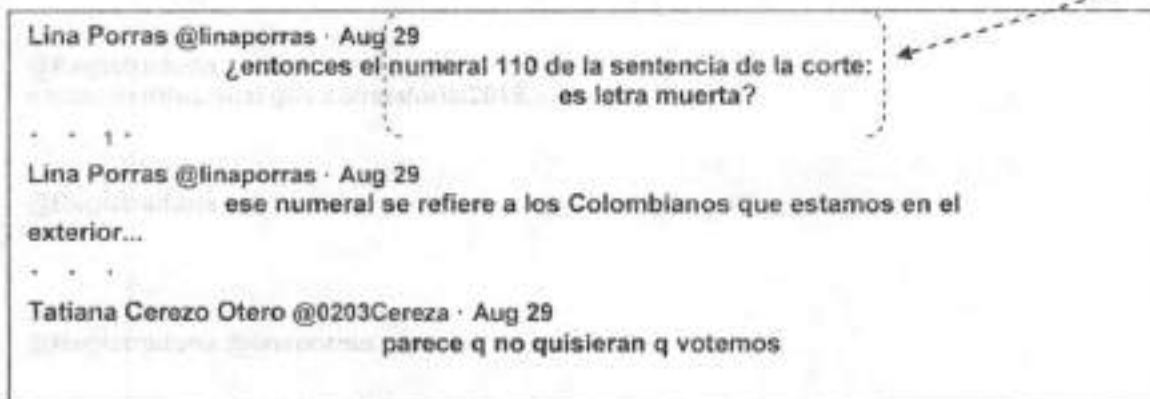 Lina Porras @linaporras · Aug 29
¿entonces el numeral 110 de la sentencia de la corte:
es letra muerta?
Lina Porras @linaporras · Aug 29
ese numeral se refiere a los Colombianos que estamos en el
exterior...
Tatiana Cerezo Otero @0203Cereza · Aug 29
parece q no quisieran q votemos